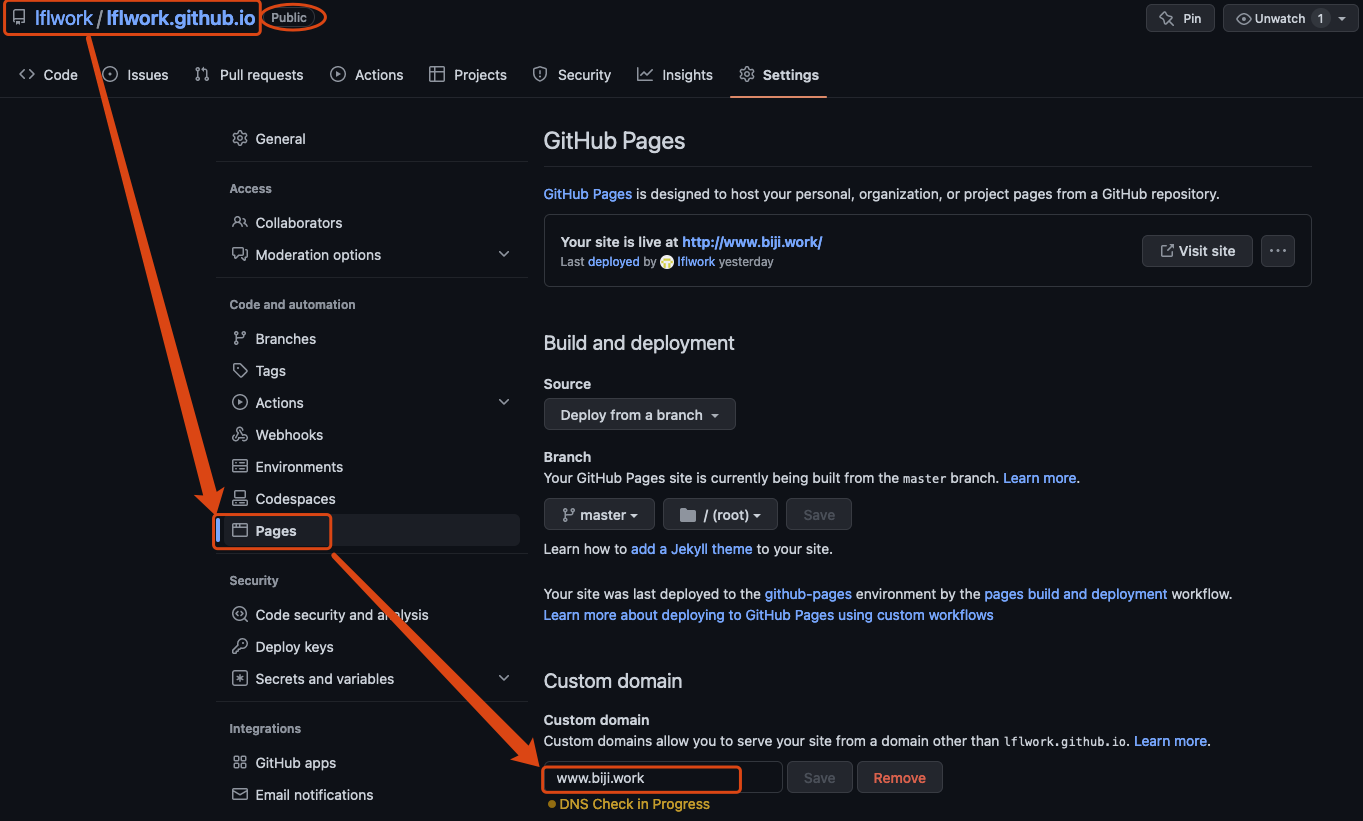 lflwork / lflwork.github.io Public Pin Unwatch 1
Code Issues Pull requests Actions Projects Security Insights Settings
General
Access
Collaborators
Moderation options
Code and automation
Branches
Tags
Actions
Webhooks
Environments
Codespaces
Pages
Security
Code security and analysis
Deploy keys
Secrets and variables
Integrations
GitHub apps
Email notifications
GitHub Pages
GitHub Pages is designed to host your personal, organization, or project pages from a GitHub repository.
Your site is live at http://www.biji.work/
Last deployed by lflwork yesterday
Visit site
Build and deployment
Source
Deploy from a branch
Branch
Your GitHub Pages site is currently being built from the master branch. Learn more.
master / (root) Save
Learn how to add a Jekyll theme to your site.
Your site was last deployed to the github-pages environment by the pages build and deployment workflow.
Learn more about deploying to GitHub Pages using custom workflows
Custom domain
Custom domain
Custom domains allow you to serve your site from a domain other than lflwork.github.io. Learn more.
www.biji.work Save Remove
DNS Check in Progress